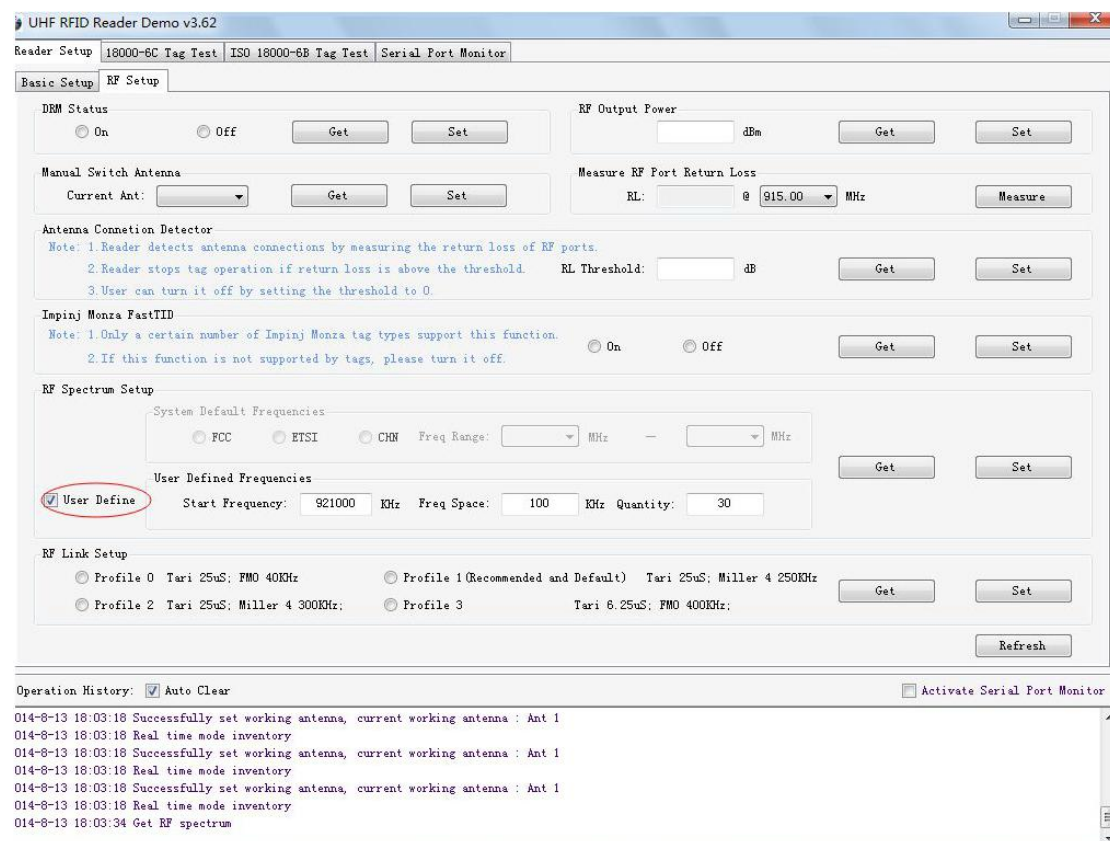 UHF RFID Reader Demo v3.62
Reader Setup 18000-6C Tag Test ISO 18000-6B Tag Test Serial Port Monitor
Basic Setup RF Setup
DRM Status
On Off Get Set
RF Output Power
dBm Get Set
Manual Switch Antenna
Current Ant: Get Set
Measure RF Port Return Loss
RL: @ 915.00 MHz Measure
Antenna Connetion Detector
Note: 1.Reader detects antenna connections by measuring the return loss of RF ports.
2.Reader stops tag operation if return loss is above the threshold. RL Threshold: dB Get Set
3.User can turn it off by setting the threshold to 0.
Impinj Monza FastTID
Note: 1.Only a certain number of Impinj Monza tag types support this function.
2.If this function is not supported by tags, please turn it off.
On Off Get Set
RF Spectrum Setup
System Default Frequencies
FCC ETSI CHN Freq Range: MHz — MHz
Get Set
User Defined Frequencies
User Define Start Frequency: 921000 KHz Freq Space: 100 KHz Quantity: 30
RF Link Setup
Profile 0 Tari 25uS; FM0 40KHz Profile 1(Recommended and Default) Tari 25uS; Miller 4 250KHz
Profile 2 Tari 25uS; Miller 4 300KHz; Profile 3 Tari 6.25uS; FM0 400KHz;
Get Set
Refresh
Operation History: Auto Clear Activate Serial Port Monitor
014-8-13 18:03:18 Successfully set working antenna, current working antenna : Ant 1
014-8-13 18:03:18 Real time mode inventory
014-8-13 18:03:18 Successfully set working antenna, current working antenna : Ant 1
014-8-13 18:03:18 Real time mode inventory
014-8-13 18:03:18 Successfully set working antenna, current working antenna : Ant 1
014-8-13 18:03:18 Real time mode inventory
014-8-13 18:03:34 Get RF spectrum